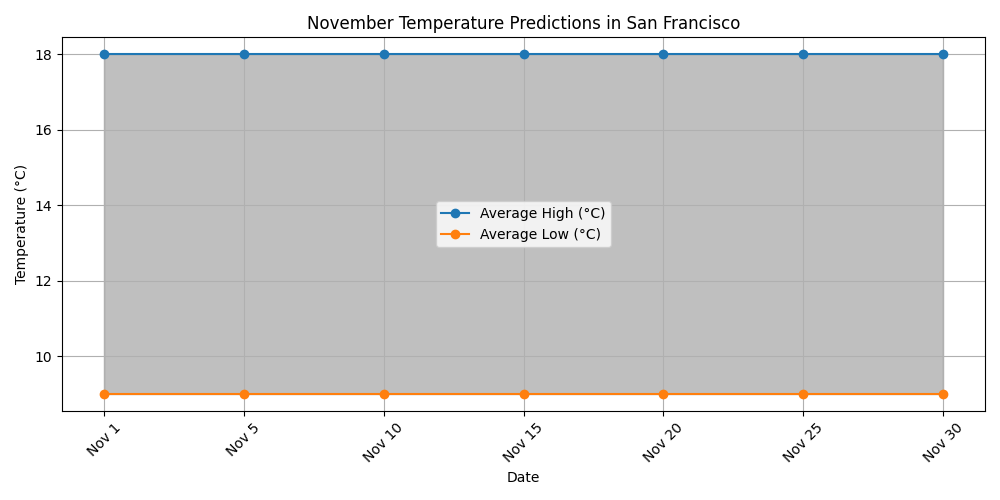 November Temperature Predictions in San Francisco
18
16
14
12
10
Temperature (°C)
Average High (°C)
Average Low (°C)
Nov 1
Nov 5
Nov 10
Nov 15
Nov 20
Nov 25
Nov 30
Date